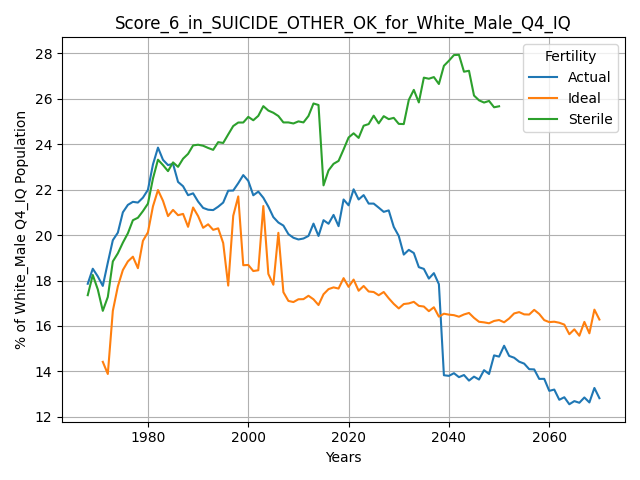 Score_6_in_SUICIDE_OTHER_OK_for_White_Male_Q4_IQ
% of White_Male Q4_IQ Population
28
26
24
22
20
18
16
14
12
Fertility
Actual
Ideal
Sterile
1980
2000
2020
2040
2060
Years